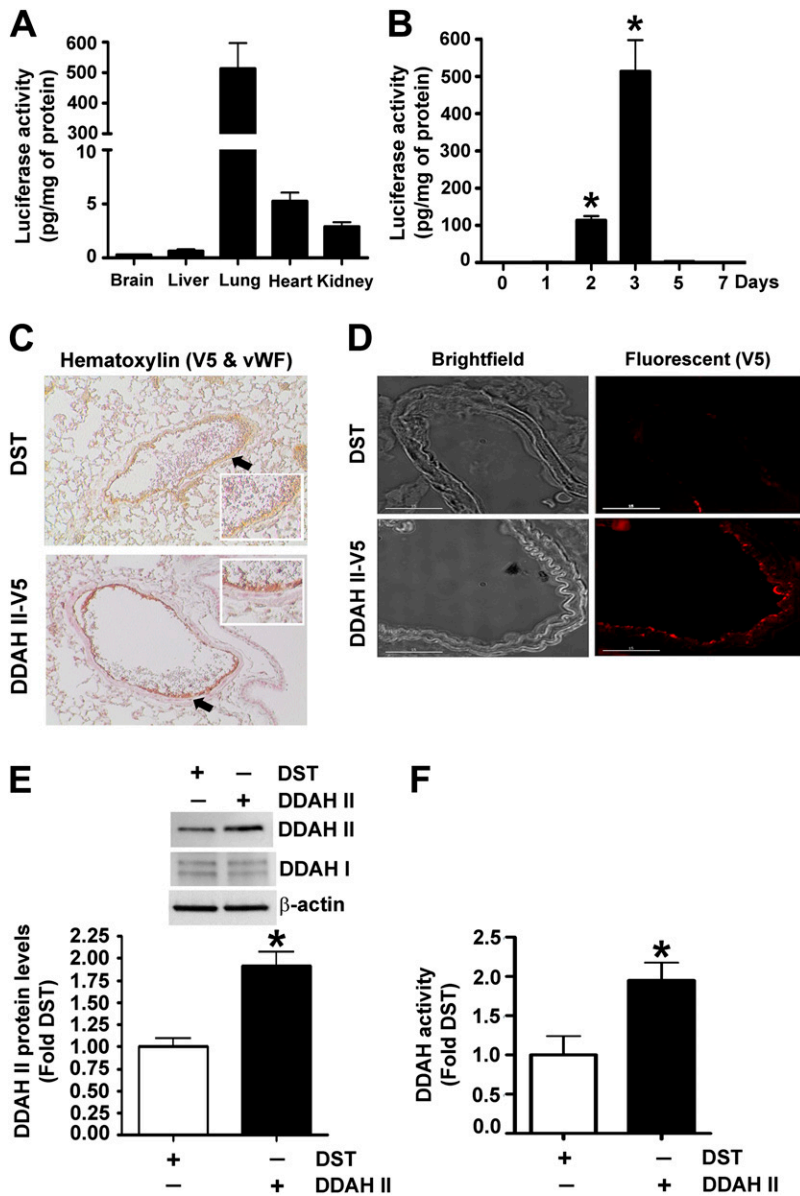 A
Luciferase activity
(pg/mg of protein)
600
500
400
300
10
5
0
Brain Liver Lung Heart Kidney
B
Luciferase activity
(pg/mg of protein)
600
500
400
300
200
100
0
* *
0 1 2 3 5 7 Days
C
Hematoxylin (V5 & vWF)
DST
DDAH II-V5
D
Brightfield Fluorescent (V5)
DST
DDAH II-V5
E
+ – DST
– + DDAH II
DDAH II
DDAH I
β-actin
DDAH II protein levels
(Fold DST)
2.25
2.00
1.75
1.50
1.25
1.00
0.75
0.50
0.25
0.00
*
+ – DST
– + DDAH II
F
DDAH activity
(Fold DST)
2.5
2.0
1.5
1.0
0.5
0.0
*
+ – DST
– + DDAH II